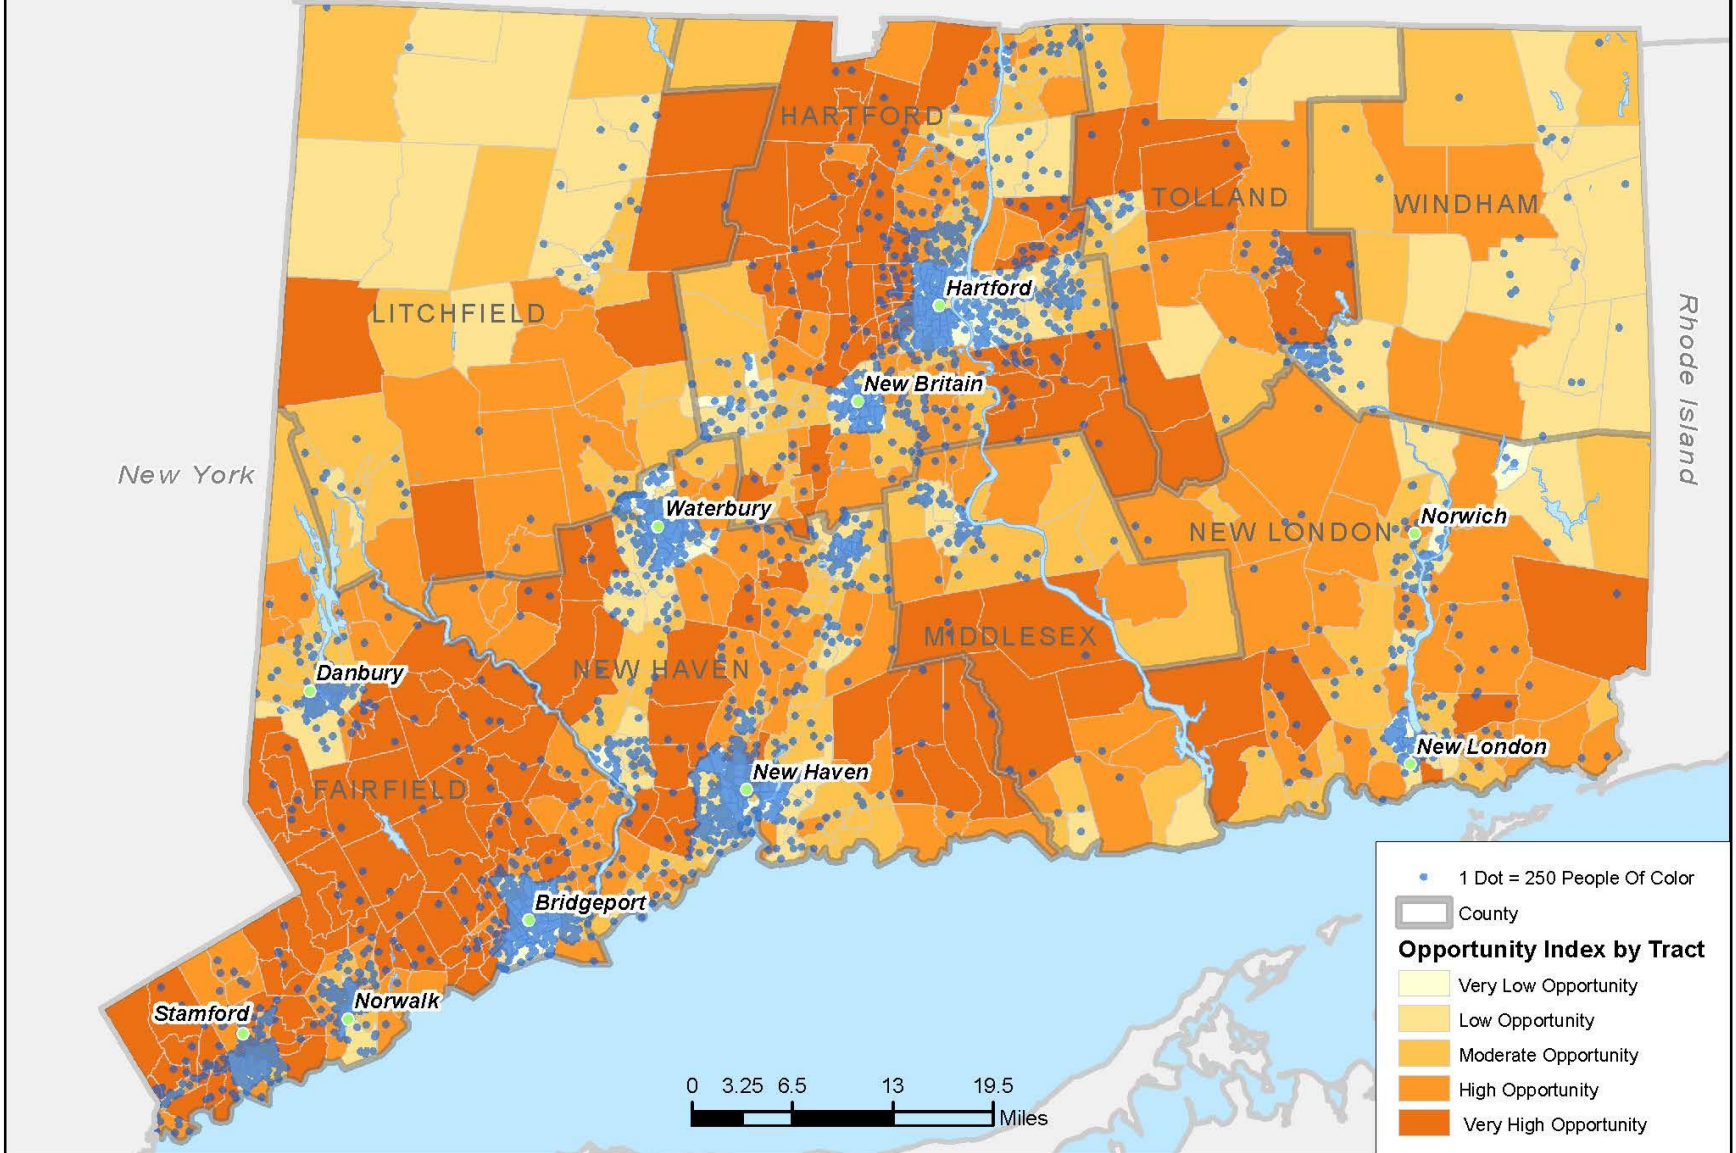 HARTFORD
TOLLAND
WINDHAM
Hartford
LITCHFIELD
Rhode Island
New Britain
New York
Waterbury
Norwich
NEW LONDON
MIDDLESEX
NEW HAVEN
Danbury
New London
New Haven
FAIRFIELD
Bridgeport
Norwalk
Stamford
1 Dot = 250 People Of Color
County
Opportunity Index by Tract
Very Low Opportunity
Low Opportunity
Moderate Opportunity
High Opportunity
Very High Opportunity
0 3.25 6.5 13 19.5
Miles